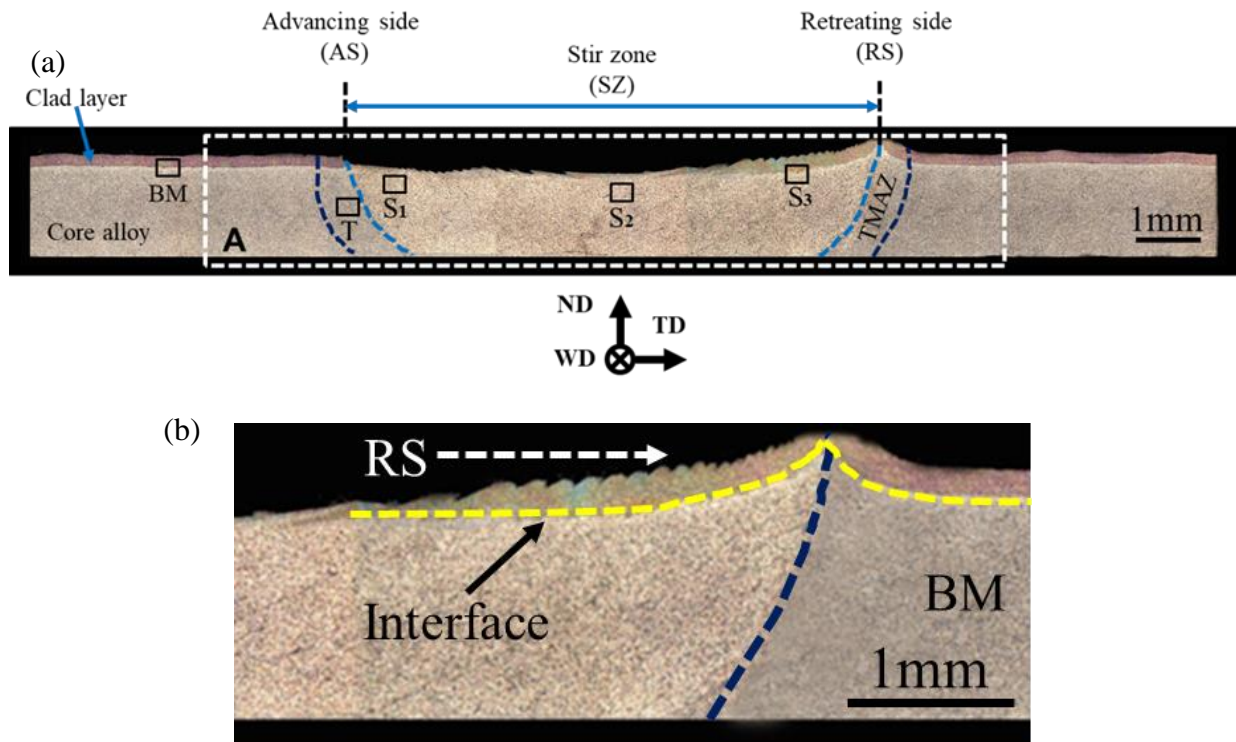 Advancing side
(AS)
Retreating side
(RS)
Stir zone
(SZ)
(a)
Clad layer
BM
S1
S2
S3
T
TMAZ
Core alloy
A
1mm
ND
TD
WD
(b)
RS
Interface
BM
1mm